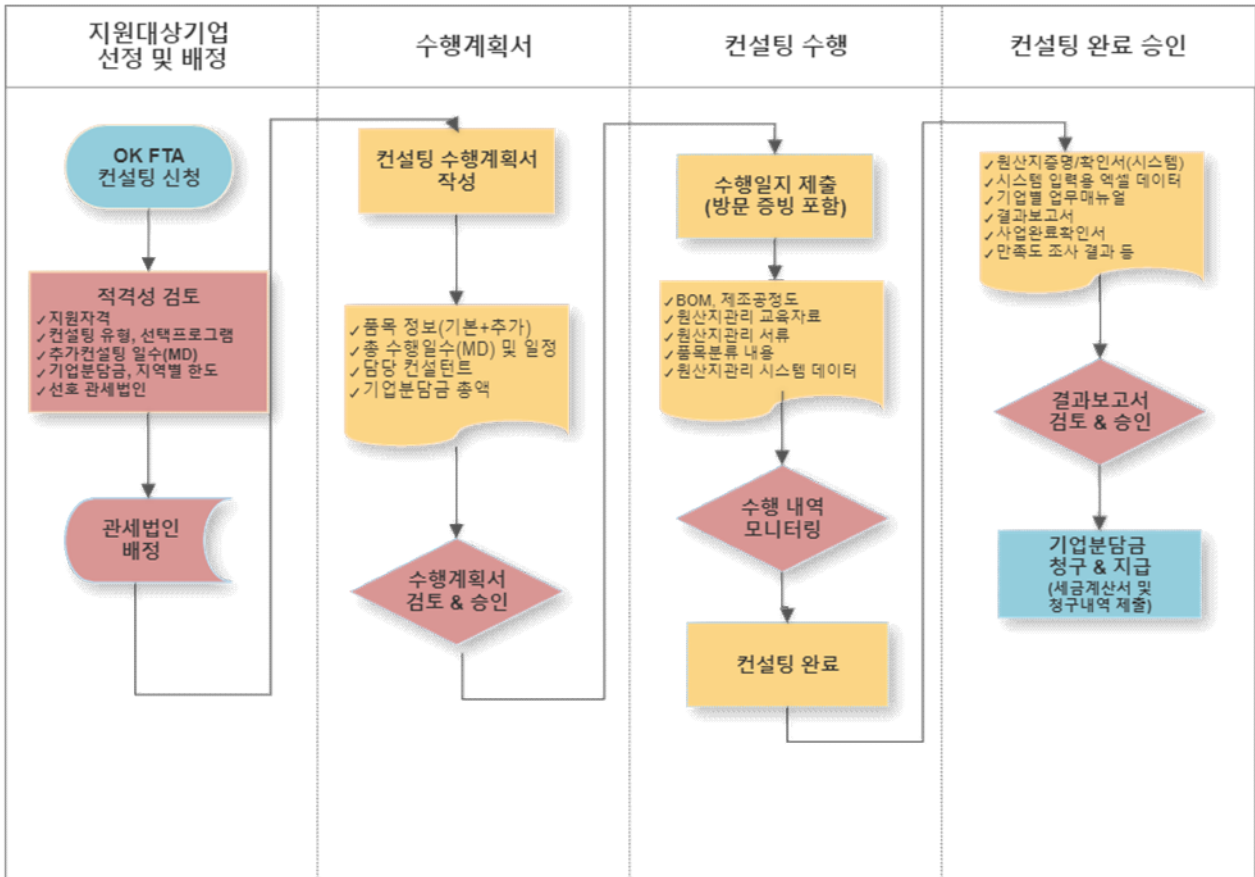 지원대상기업
선정 및 배정
수행계획서
컨설팅 수행
컨설팅 완료 승인
OK FTA
컨설팅 신청
적격성 검토
✓지원자격
✓컨설팅 유형, 선택프로그램
✓추가컨설팅 일수(MD)
✓기업분담금, 지역별 한도
✓선호 관세법인
관세법인
배정
컨설팅 수행계획서
작성
✓품목 정보(기본+추가)
✓총 수행일수(MD) 및 일정
✓담당 컨설턴트
✓기업분담금 총액
수행계획서
검토 & 승인
수행일지 제출
(방문 증빙 포함)
✓BOM, 제조공정도
✓원산지관리 교육자료
✓원산지관리 서류
✓품목분류 내용
✓원산지관리 시스템 데이터
수행 내역
모니터링
컨설팅 완료
✓원산지증명/확인서(시스템)
✓시스템 입력용 엑셀 데이터
✓기업별 업무매뉴얼
✓결과보고서
✓사업완료확인서
✓만족도 조사 결과 등
결과보고서
검토 & 승인
기업분담금
청구 & 지급
(세금계산서 및
청구내역 제출)